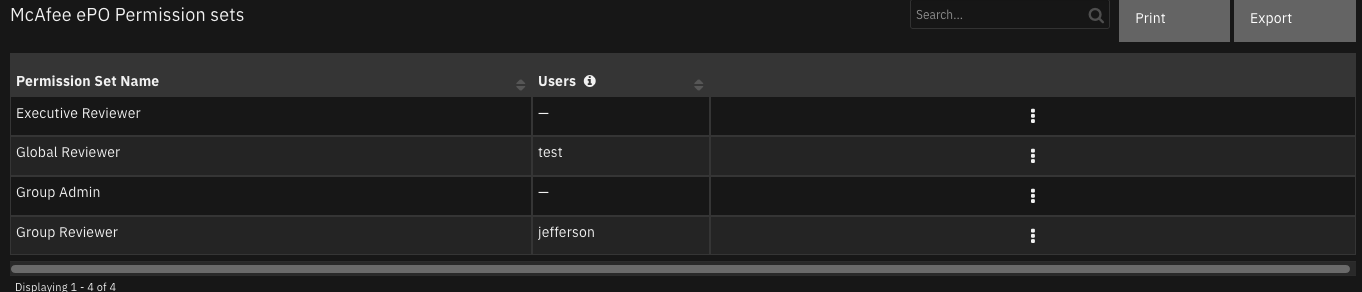 McAfee ePO Permission sets
Search...
Print
Export
Permission Set Name
Users
Executive Reviewer
—
Global Reviewer
test
Group Admin
—
Group Reviewer
jefferson
Displaying 1 - 4 of 4